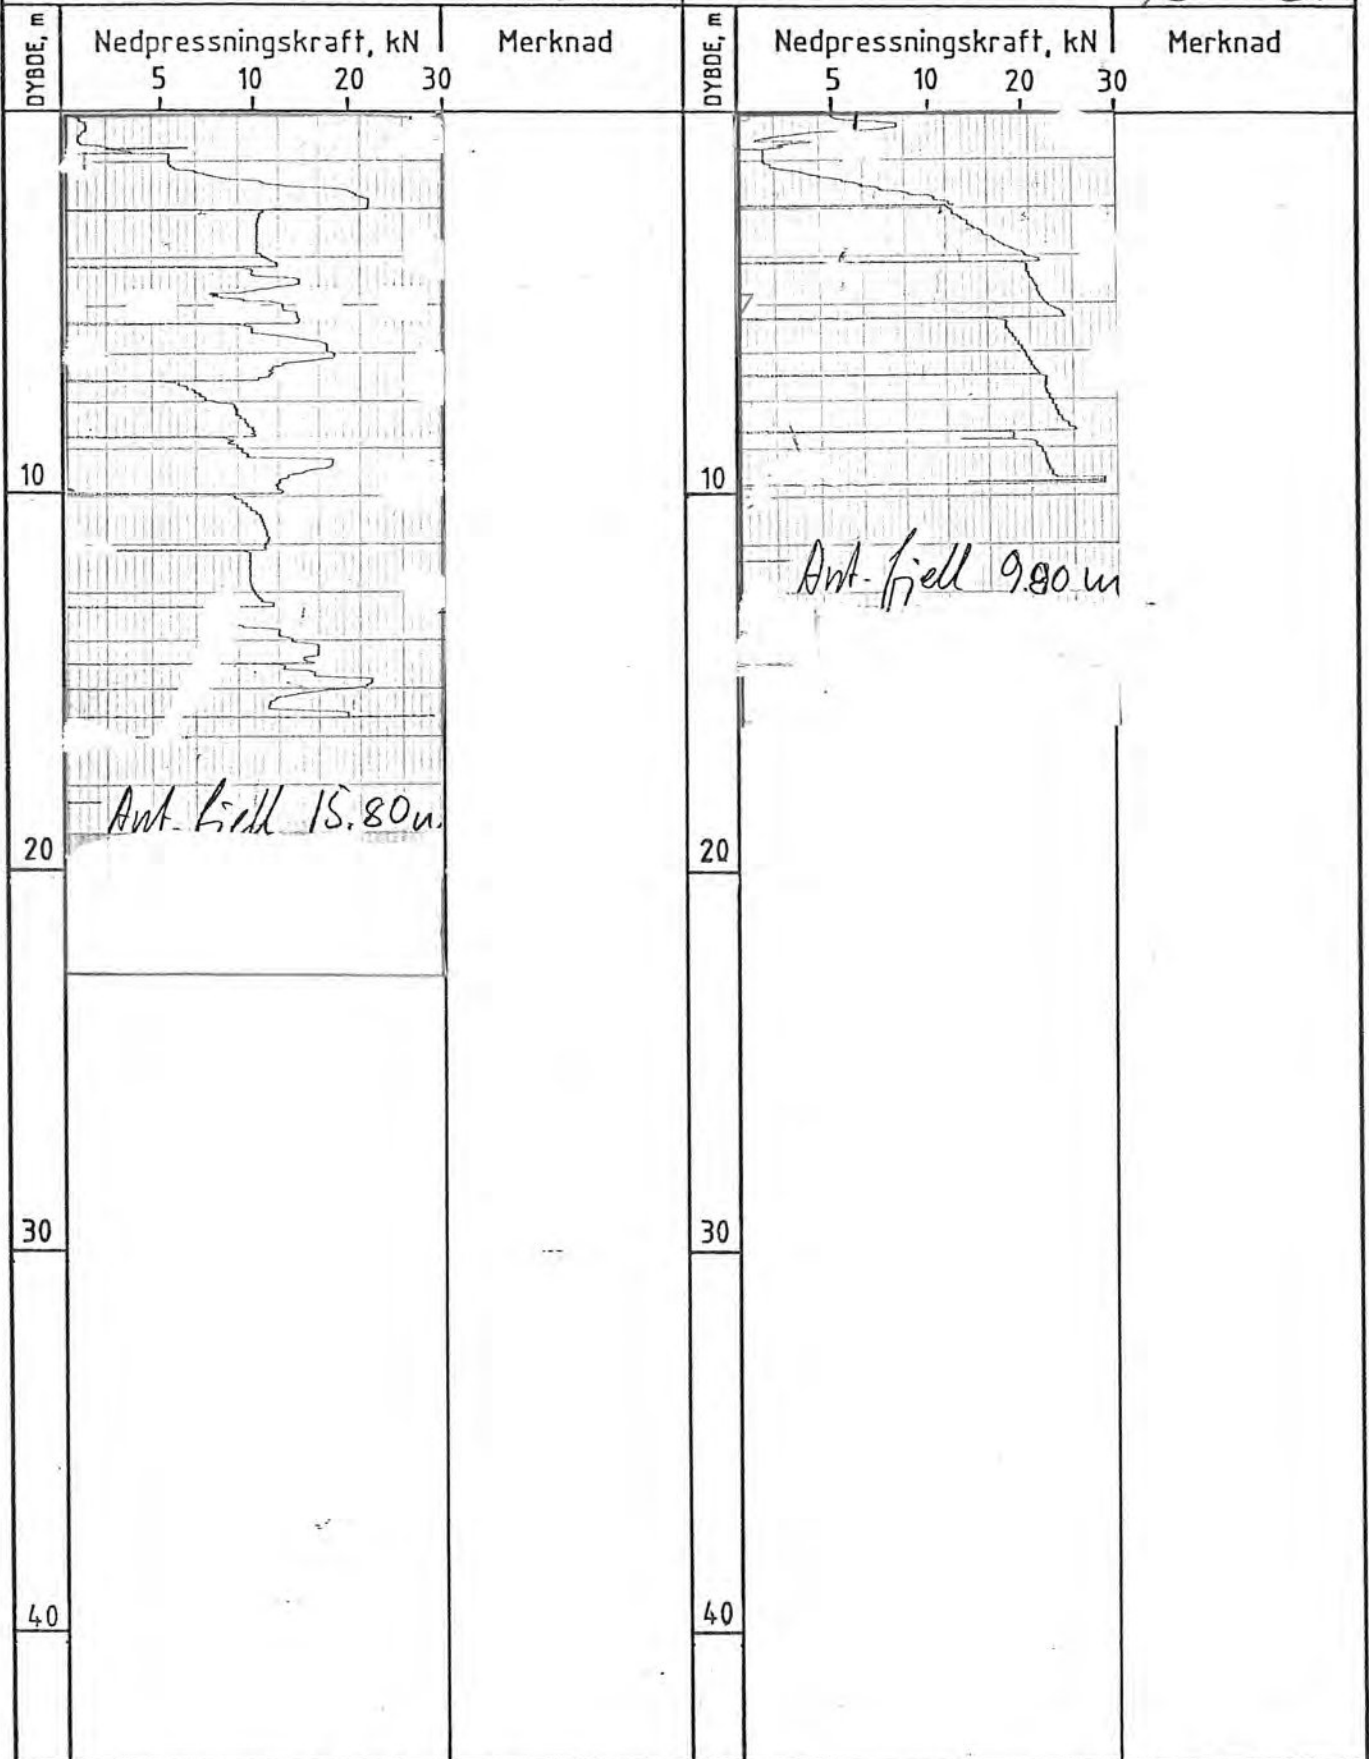 DYBDE, m
Nedpressningskraft, kN
Merknad
5 10 20 30
10
20
30
40
Ant. fjell 15.80 m.
DYBDE, m
Nedpressningskraft, kN
Merknad
5 10 20 30
10
20
30
40
Ant. fjell 9.80 m